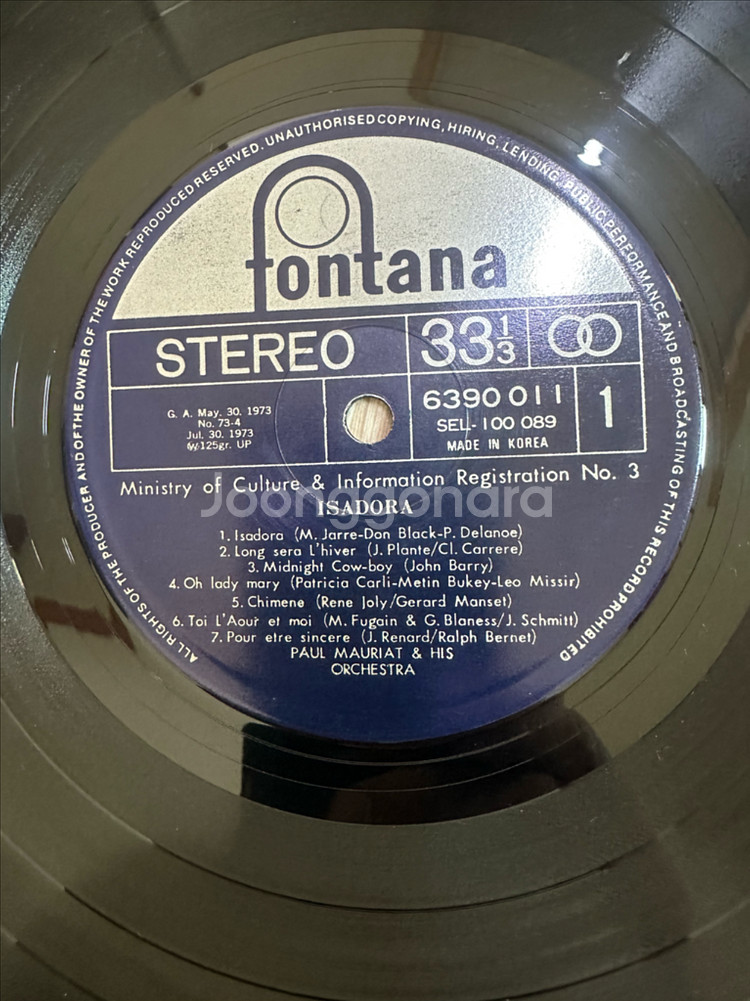 ALL RIGHTS OF THE PRODUCER AND OF THE OWNER OF THE WORK REPRODUCED RESERVED. UNAUTHORISED COPYING, HIRING, LENDING, PUBLIC PERFORMANCE AND BROADCASTING OF THIS RECORD PROHIBITED
fontana
STEREO
33 1/3
G. A. May. 30. 1973
No. 73-4
Jul. 30. 1973
W.125gr. UP
6390 011
SEL-100 089
MADE IN KOREA
1
Ministry of Culture & Information Registration No. 3
Joonggonara
ISADORA
1. Isadora (M. Jarre-Don Black-P. Delanoe)
2. Long sera L'hiver (J. Plante/Cl. Carrere)
3. Midnight Cow-boy (John Barry)
4. Oh lady mary (Patricia Carli-Metin Bukey-Leo Missir)
5. Chimene (Rene Joly/Gerard Manset)
6. Toi L'Aour et moi (M. Fugain & G. Blaness/J. Schmitt)
7. Pour etre sincere (J. Renard/Ralph Bernet)
PAUL MAURIAT & HIS
ORCHESTRA